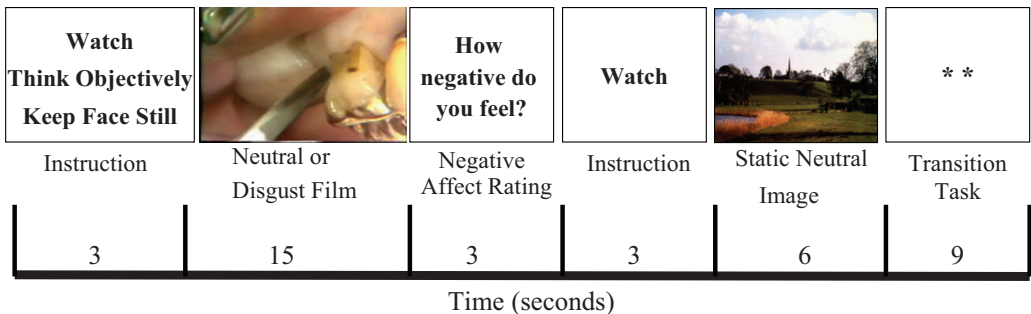 Watch
Think Objectively
Keep Face Still
How
negative do
you feel?
Watch
* *
Instruction
Neutral or
Disgust Film
Negative
Affect Rating
Instruction
Static Neutral
Image
Transition
Task
3
15
3
3
6
9
Time (seconds)